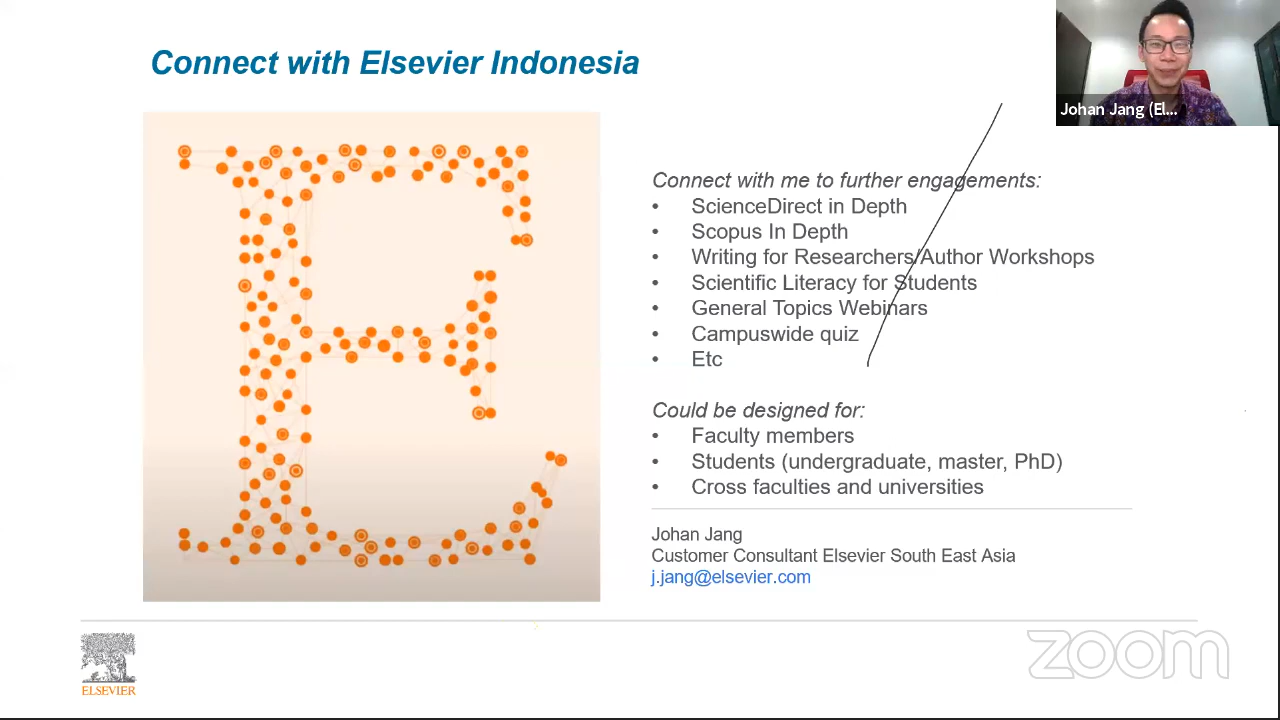 Connect with Elsevier Indonesia
Johan Jang (El...
Connect with me to further engagements:
• ScienceDirect in Depth
• Scopus In Depth
• Writing for Researchers/Author Workshops
• Scientific Literacy for Students
• General Topics Webinars
• Campuswide quiz
• Etc
Could be designed for:
• Faculty members
• Students (undergraduate, master, PhD)
• Cross faculties and universities
Johan Jang
Customer Consultant Elsevier South East Asia
j.jang@elsevier.com
ELSEVIER
zoom